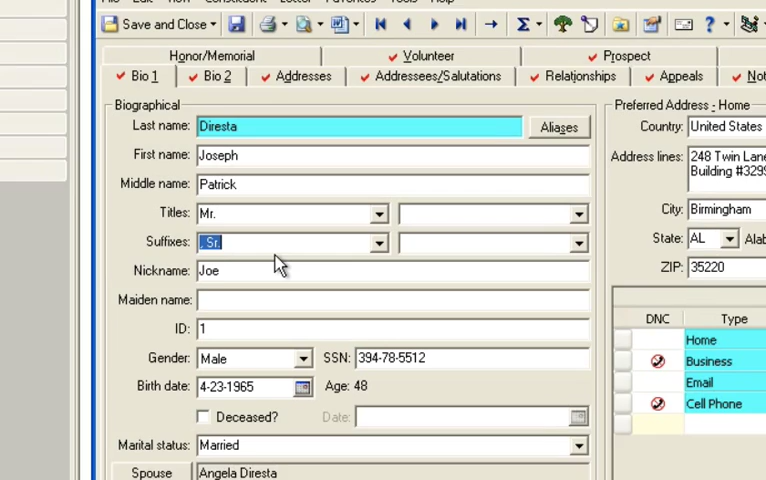 Save and Close
Honor/Memorial Volunteer Prospect
Bio 1 Bio 2 Addresses Addressees/Salutations Relationships Appeals
Biographical
Last name: Diresta Aliases
First name: Joseph
Middle name: Patrick
Titles: Mr.
Suffixes: , Sr.
Nickname: Joe
Maiden name:
ID: 1
Gender: Male SSN: 394-78-5512
Birth date: 4-23-1965 Age: 48
Deceased? Date:
Marital status: Married
Spouse Angela Diresta
Preferred Address - Home
Country: United States
Address lines: 248 Twin Lane
Building #3299
City: Birmingham
State: AL Alab
ZIP: 35220
DNC Type
Home
Business
Email
Cell Phone